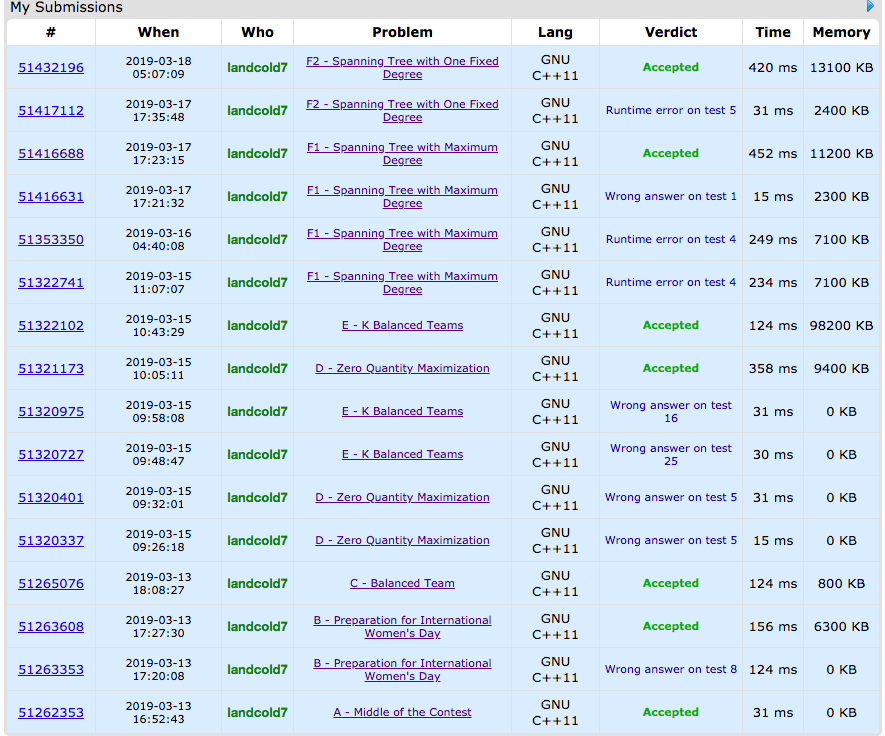 My Submissions
# When Who Problem Lang Verdict Time Memory
51432196 2019-03-18 05:07:09 landcold7 F2 - Spanning Tree with One Fixed Degree GNU C++11 Accepted 420 ms 13100 KB
51417112 2019-03-17 17:35:48 landcold7 F2 - Spanning Tree with One Fixed Degree GNU C++11 Runtime error on test 5 31 ms 2400 KB
51416688 2019-03-17 17:23:15 landcold7 F1 - Spanning Tree with Maximum Degree GNU C++11 Accepted 452 ms 11200 KB
51416631 2019-03-17 17:21:32 landcold7 F1 - Spanning Tree with Maximum Degree GNU C++11 Wrong answer on test 1 15 ms 2300 KB
51353350 2019-03-16 04:40:08 landcold7 F1 - Spanning Tree with Maximum Degree GNU C++11 Runtime error on test 4 249 ms 7100 KB
51322741 2019-03-15 11:07:07 landcold7 F1 - Spanning Tree with Maximum Degree GNU C++11 Runtime error on test 4 234 ms 7100 KB
51322102 2019-03-15 10:43:29 landcold7 E - K Balanced Teams GNU C++11 Accepted 124 ms 98200 KB
51321173 2019-03-15 10:05:11 landcold7 D - Zero Quantity Maximization GNU C++11 Accepted 358 ms 9400 KB
51320975 2019-03-15 09:58:08 landcold7 E - K Balanced Teams GNU C++11 Wrong answer on test 16 31 ms 0 KB
51320727 2019-03-15 09:48:47 landcold7 E - K Balanced Teams GNU C++11 Wrong answer on test 25 30 ms 0 KB
51320401 2019-03-15 09:32:01 landcold7 D - Zero Quantity Maximization GNU C++11 Wrong answer on test 5 31 ms 0 KB
51320337 2019-03-15 09:26:18 landcold7 D - Zero Quantity Maximization GNU C++11 Wrong answer on test 5 15 ms 0 KB
51265076 2019-03-13 18:08:27 landcold7 C - Balanced Team GNU C++11 Accepted 124 ms 800 KB
51263608 2019-03-13 17:27:30 landcold7 B - Preparation for International Women's Day GNU C++11 Accepted 156 ms 6300 KB
51263353 2019-03-13 17:20:08 landcold7 B - Preparation for International Women's Day GNU C++11 Wrong answer on test 8 124 ms 0 KB
51262353 2019-03-13 16:52:43 landcold7 A - Middle of the Contest GNU C++11 Accepted 31 ms 0 KB